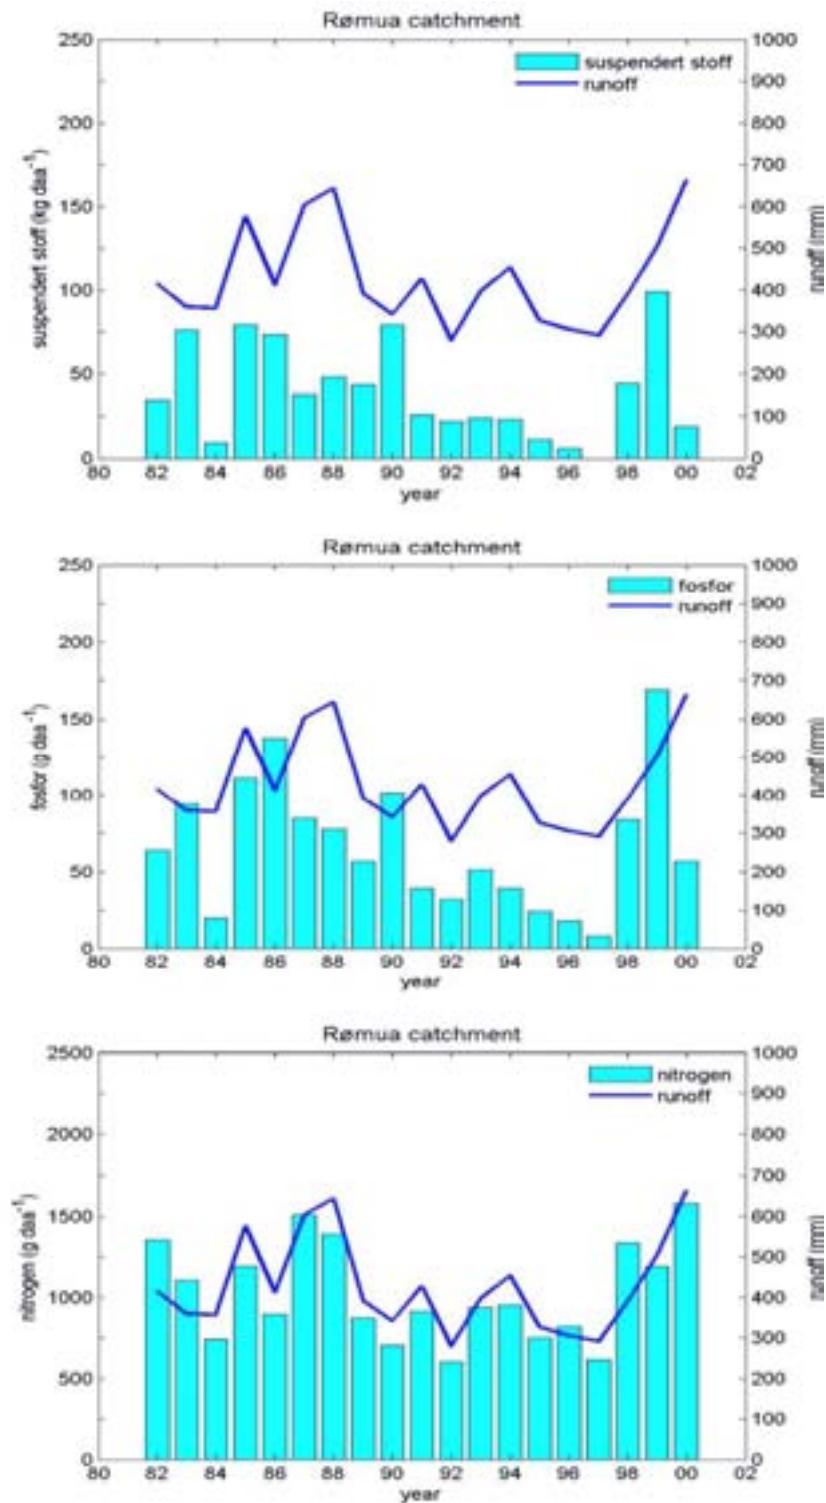 Rømua catchment
250
200
150
100
50
0
suspendert stoff (kg daa⁻¹)
suspendert stoff
runoff
1000
900
800
700
600
500
400
300
200
100
0
runoff (mm)
80 82 84 86 88 90 92 94 96 98 00 02
year
Rømua catchment
250
200
150
100
50
0
fosfor (g daa⁻¹)
fosfor
runoff
1000
900
800
700
600
500
400
300
200
100
0
runoff (mm)
80 82 84 86 88 90 92 94 96 98 00 02
year
Rømua catchment
2500
2000
1500
1000
500
0
nitrogen (g daa⁻¹)
nitrogen
runoff
1000
900
800
700
600
500
400
300
200
100
0
runoff (mm)
80 82 84 86 88 90 92 94 96 98 00 02
year